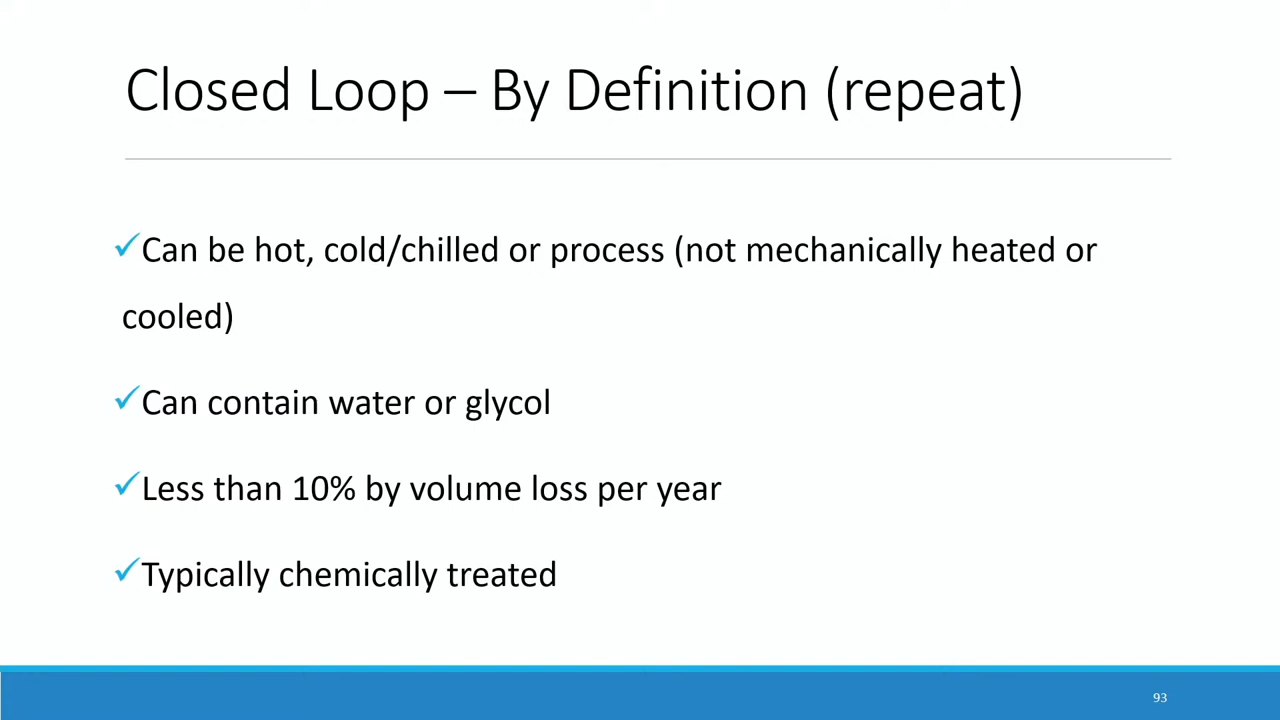 Closed Loop – By Definition (repeat)
✓Can be hot, cold/chilled or process (not mechanically heated or
cooled)
✓Can contain water or glycol
✓Less than 10% by volume loss per year
✓Typically chemically treated
93